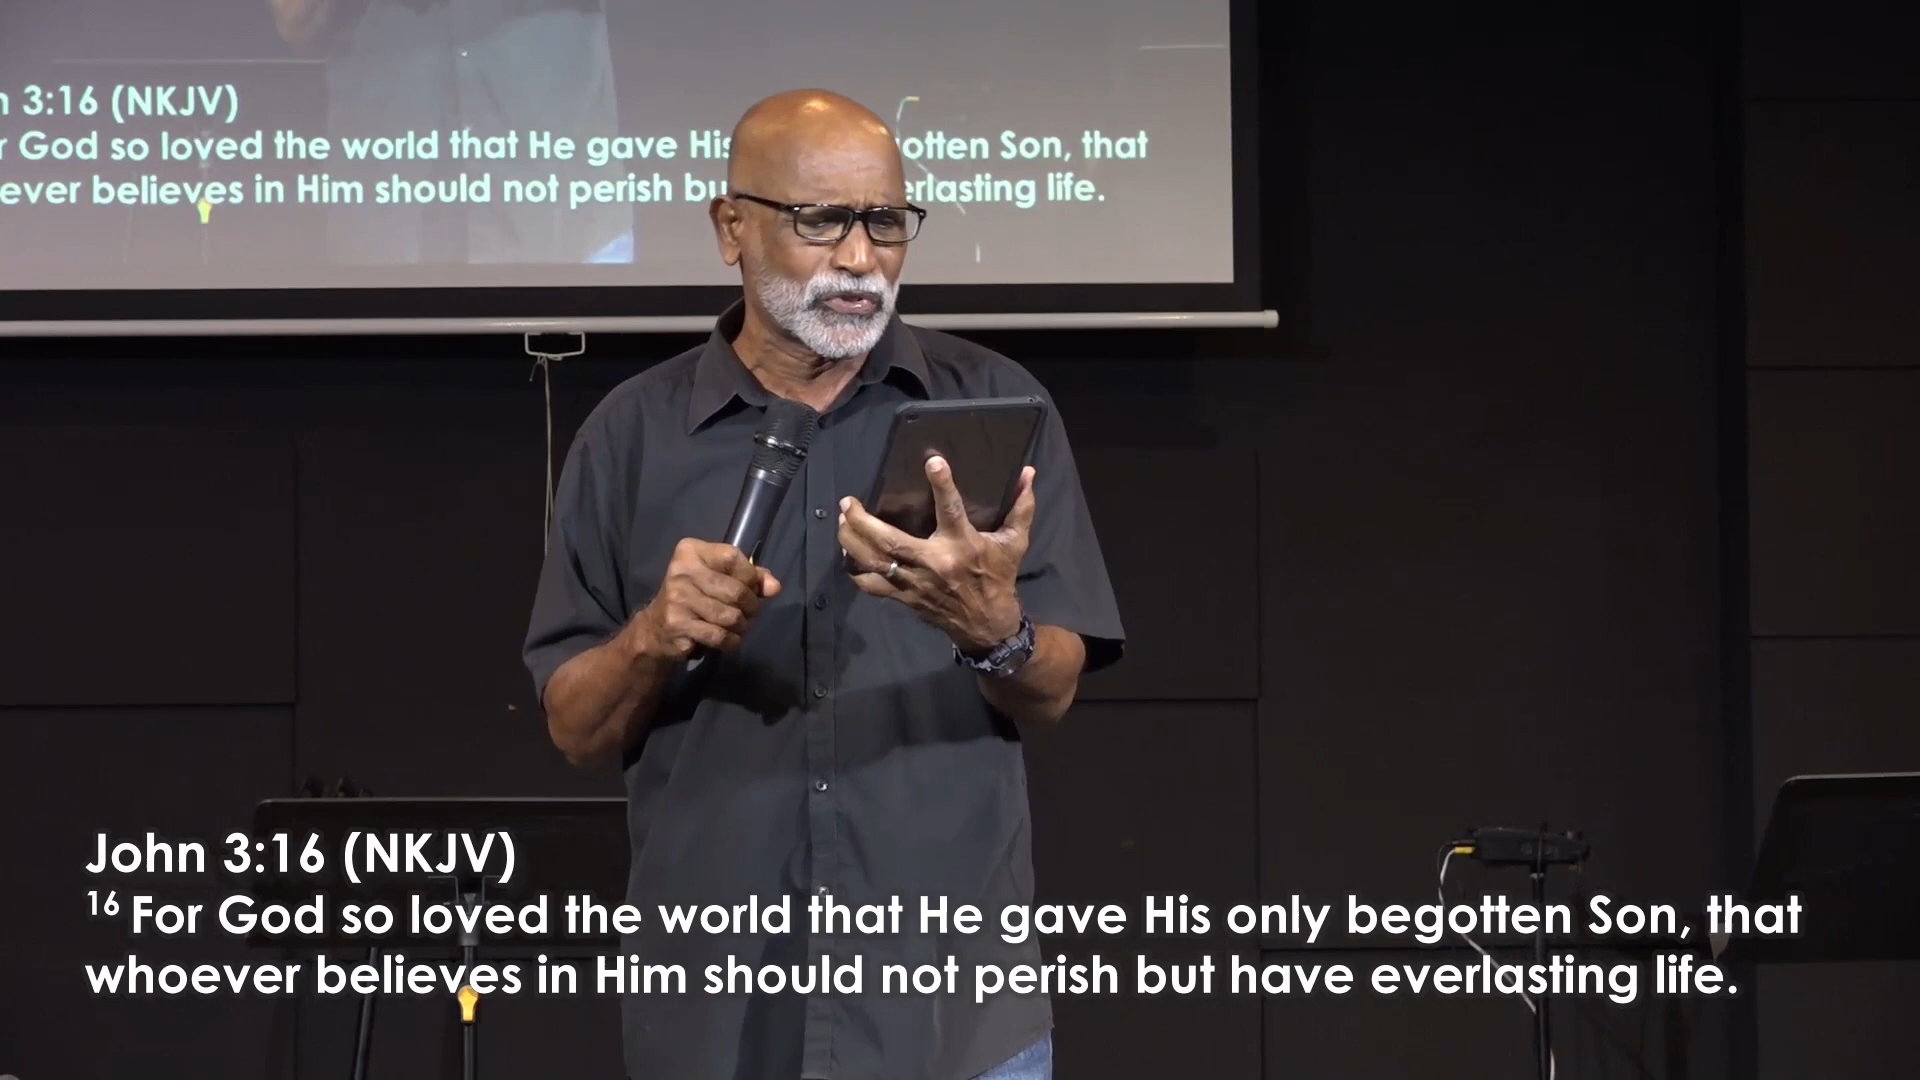 3:16 (NKJV)
God so loved the world that He gave His otten Son, that
ever believes in Him should not perish bu erlasting life.
John 3:16 (NKJV)
16 For God so loved the world that He gave His only begotten Son, that
whoever believes in Him should not perish but have everlasting life.